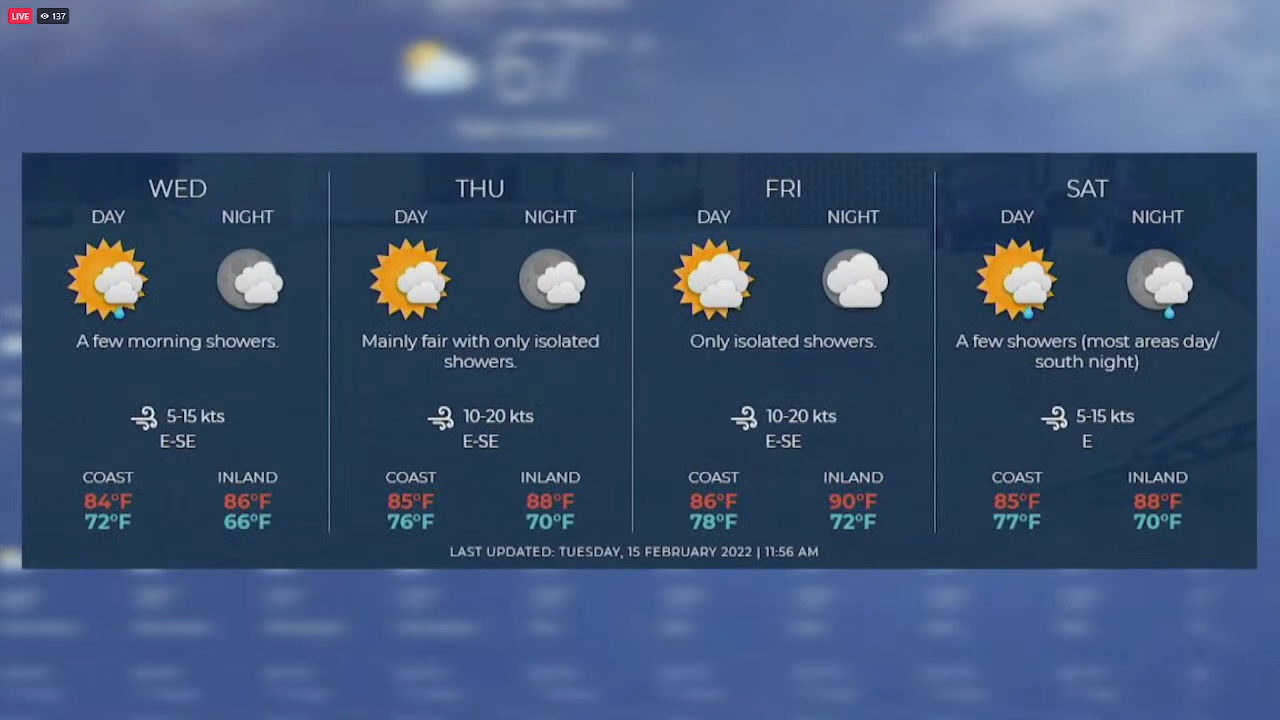 LIVE
137
67
WED
DAY NIGHT
A few morning showers.
5-15 kts
E-SE
COAST INLAND
84°F 86°F
72°F 66°F
THU
DAY NIGHT
Mainly fair with only isolated
showers.
10-20 kts
E-SE
COAST INLAND
85°F 88°F
76°F 70°F
FRI
DAY NIGHT
Only isolated showers.
10-20 kts
E-SE
COAST INLAND
86°F 90°F
78°F 72°F
SAT
DAY NIGHT
A few showers (most areas day/
south night)
5-15 kts
E
COAST INLAND
85°F 88°F
77°F 70°F
LAST UPDATED: TUESDAY, 15 FEBRUARY 2022 | 11:56 AM